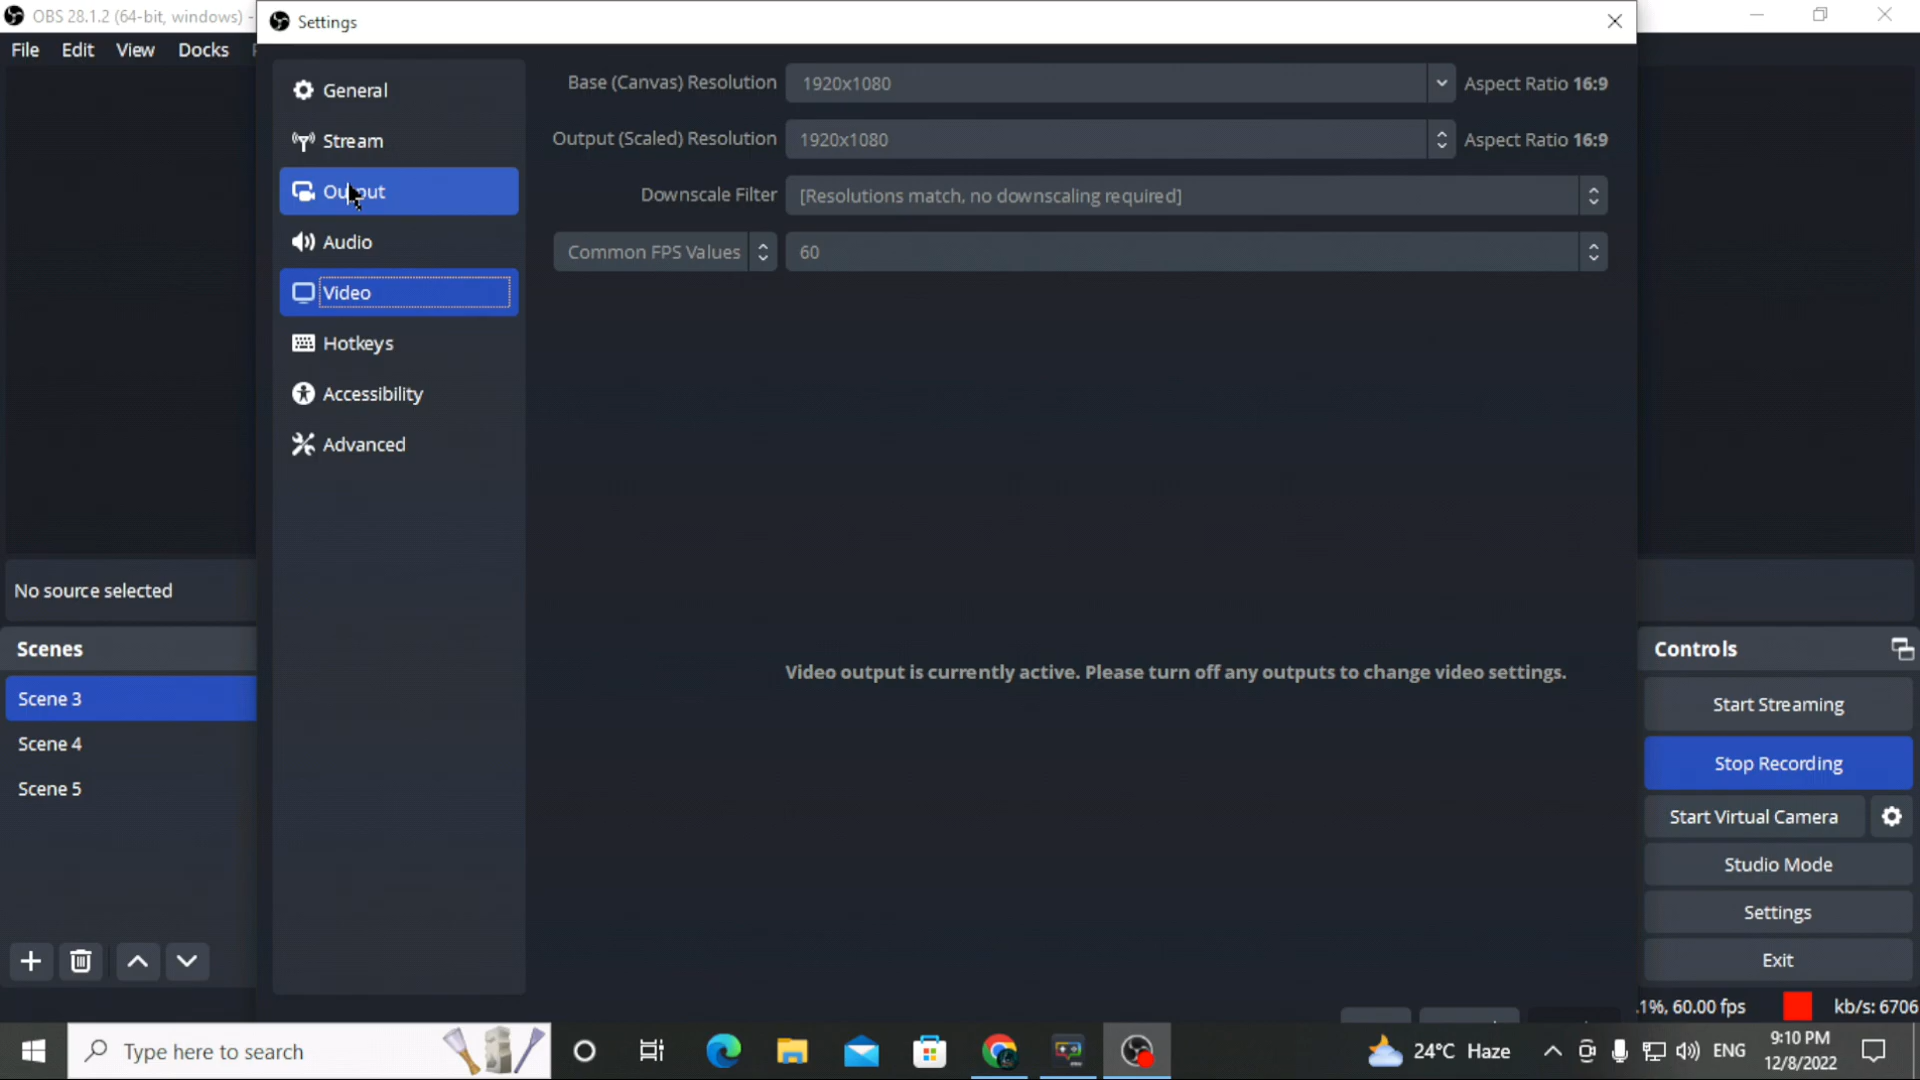 OBS 28.1.2 (64-bit, windows) -
Settings
File Edit View Docks
General
Stream
Output
Audio
Video
Hotkeys
Accessibility
Advanced
Base (Canvas) Resolution 1920x1080 Aspect Ratio 16:9
Output (Scaled) Resolution 1920x1080 Aspect Ratio 16:9
Downscale Filter [Resolutions match, no downscaling required]
Common FPS Values 60
Video output is currently active. Please turn off any outputs to change video settings.
No source selected
Scenes
Scene 3
Scene 4
Scene 5
Controls
Start Streaming
Stop Recording
Start Virtual Camera
Studio Mode
Settings
Exit
.1%, 60.00 fps kb/s: 6706
Type here to search
24°C Haze
ENG
9:10 PM
12/8/2022